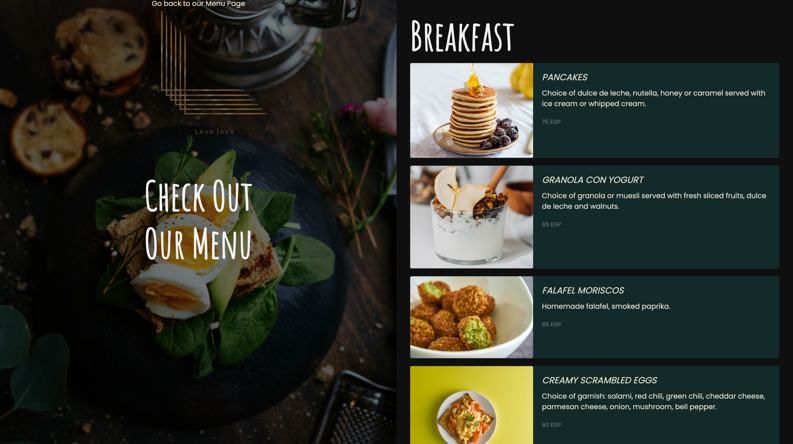 Go back to our Menu Page
LAVA JAVA
Check Out
Our Menu
Breakfast
PANCAKES
Choice of dulce de leche, nutella, honey or caramel served with
ice cream or whipped cream.
75 EGP
GRANOLA CON YOGURT
Choice of granola or muesli served with fresh sliced fruits, dulce
de leche and walnuts.
65 EGP
FALAFEL MORISCOS
Homemade falafel, smoked paprika.
65 EGP
CREAMY SCRAMBLED EGGS
Choice of garnish: salami, red chili, green chili, cheddar cheese,
parmesan cheese, onion, mushroom, bell pepper.
60 EGP